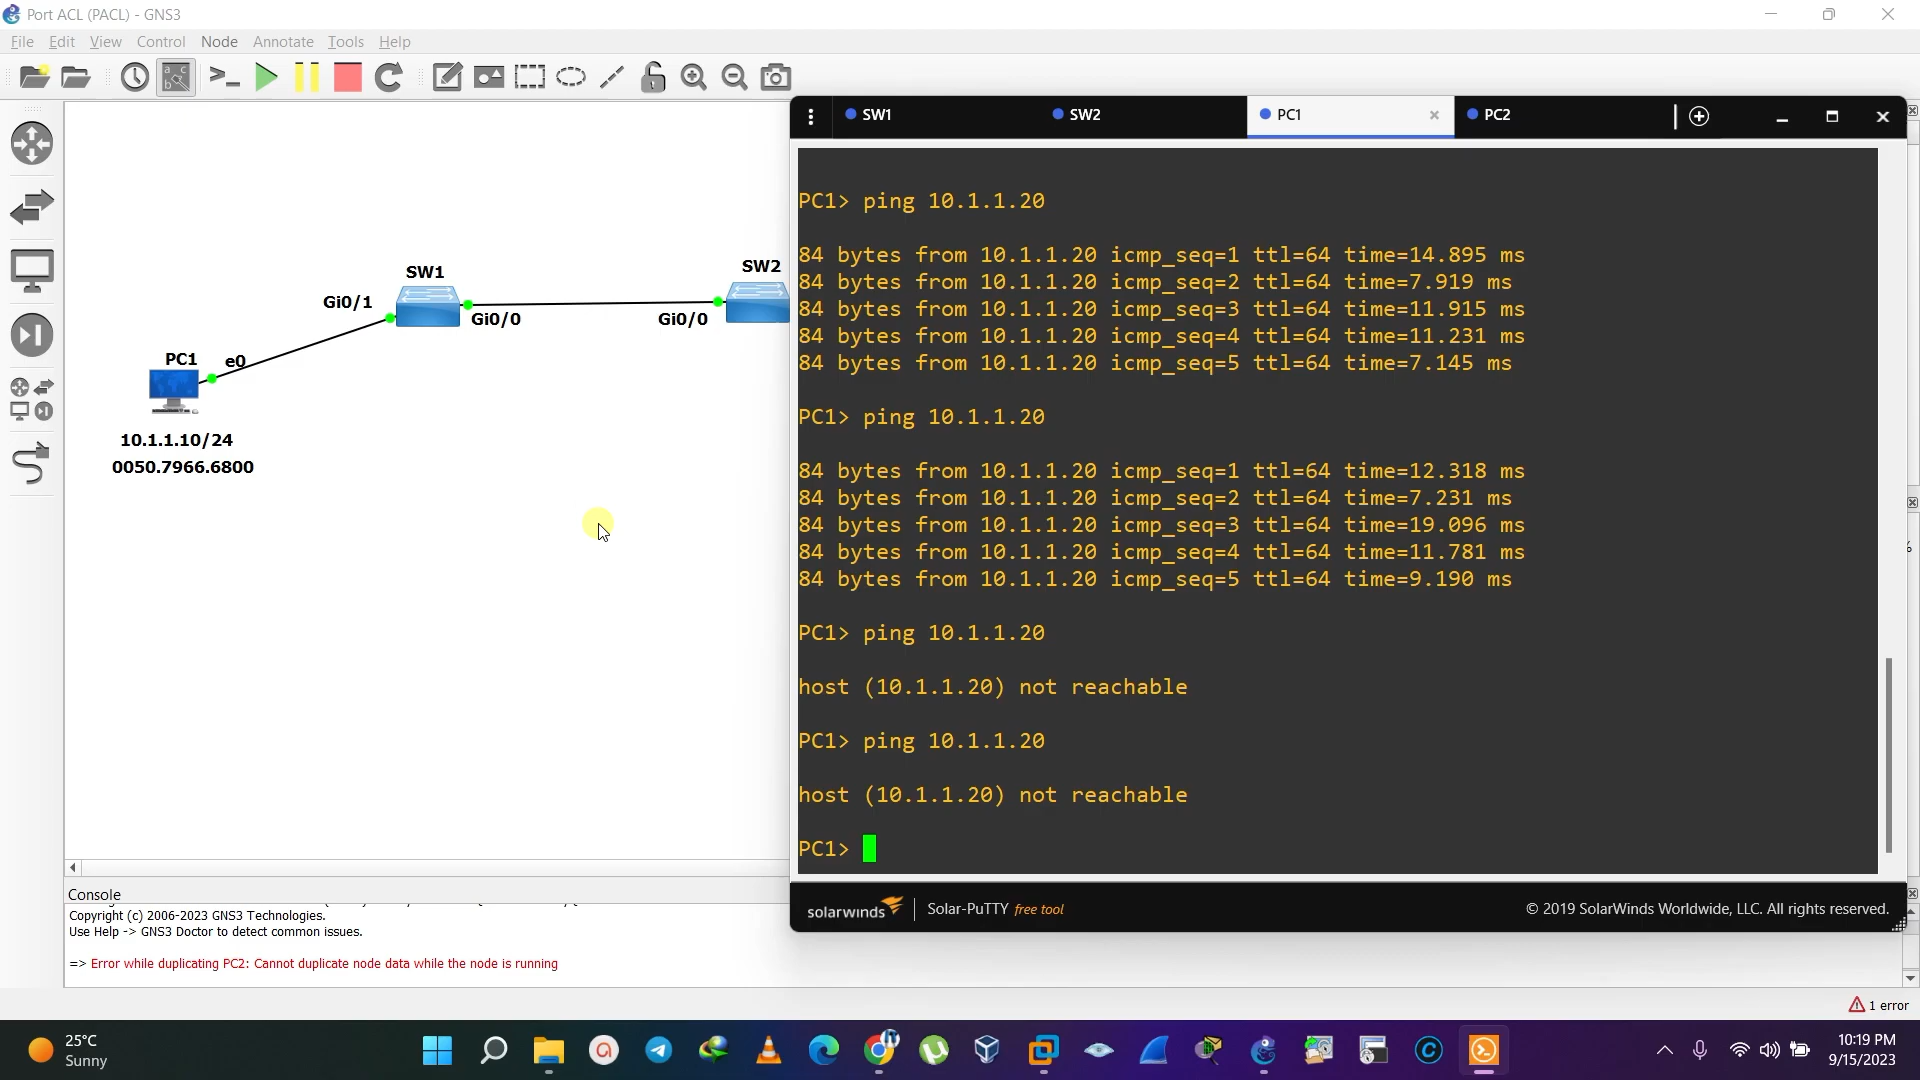 Port ACL (PACL) - GNS3
File Edit View Control Node Annotate Tools Help
SW1
SW2
PC1
PC2
SW1
SW2
Gi0/1
Gi0/0
Gi0/0
PC1
e0
10.1.1.10/24
0050.7966.6800
PC1> ping 10.1.1.20
84 bytes from 10.1.1.20 icmp_seq=1 ttl=64 time=14.895 ms
84 bytes from 10.1.1.20 icmp_seq=2 ttl=64 time=7.919 ms
84 bytes from 10.1.1.20 icmp_seq=3 ttl=64 time=11.915 ms
84 bytes from 10.1.1.20 icmp_seq=4 ttl=64 time=11.231 ms
84 bytes from 10.1.1.20 icmp_seq=5 ttl=64 time=7.145 ms
PC1> ping 10.1.1.20
84 bytes from 10.1.1.20 icmp_seq=1 ttl=64 time=12.318 ms
84 bytes from 10.1.1.20 icmp_seq=2 ttl=64 time=7.231 ms
84 bytes from 10.1.1.20 icmp_seq=3 ttl=64 time=19.096 ms
84 bytes from 10.1.1.20 icmp_seq=4 ttl=64 time=11.781 ms
84 bytes from 10.1.1.20 icmp_seq=5 ttl=64 time=9.190 ms
PC1> ping 10.1.1.20
host (10.1.1.20) not reachable
PC1> ping 10.1.1.20
host (10.1.1.20) not reachable
PC1>
solarwinds
Solar-PuTTY free tool
© 2019 SolarWinds Worldwide, LLC. All rights reserved.
Console
Copyright (c) 2006-2023 GNS3 Technologies.
Use Help -> GNS3 Doctor to detect common issues.
=> Error while duplicating PC2: Cannot duplicate node data while the node is running
1 error
25°C
Sunny
10:19 PM
9/15/2023